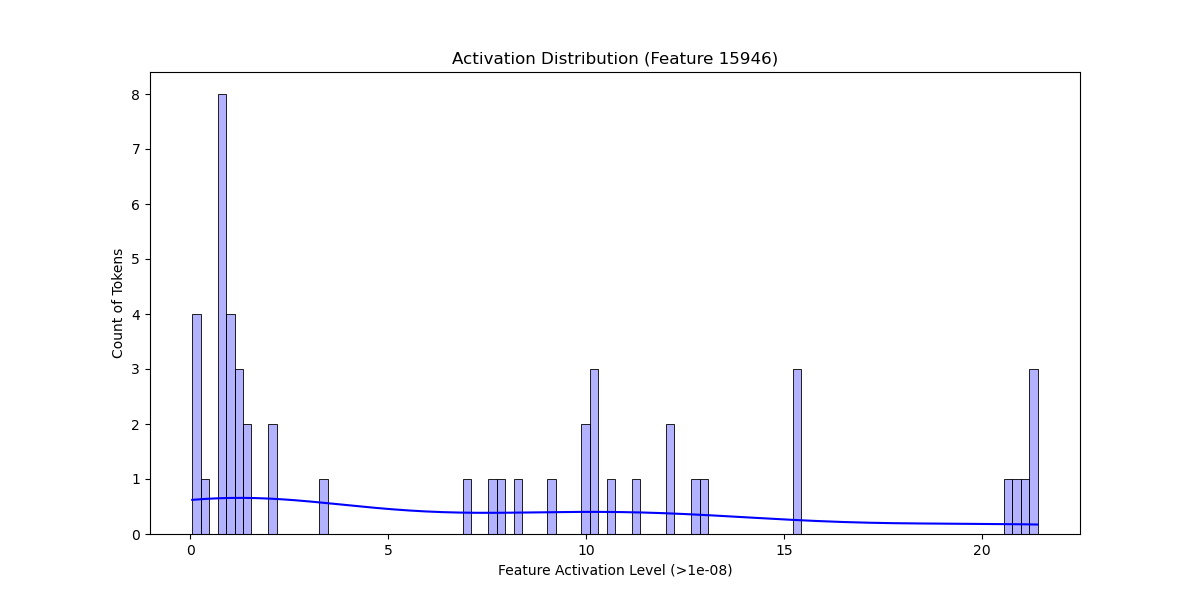 Activation Distribution (Feature 15946)
8
7
6
5
4
3
2
1
0
Count of Tokens
0 5 10 15 20
Feature Activation Level (>1e-08)